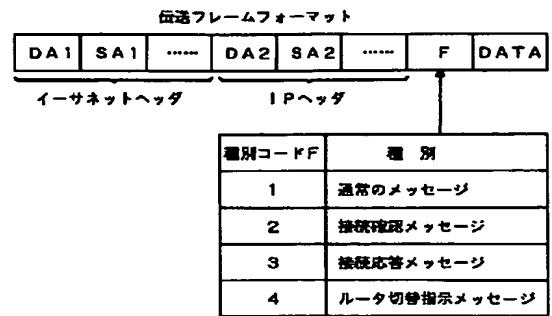 伝送フレームフォーマット
DA1 SA1 …… DA2 SA2 …… F DATA
イーサネットヘッダ IPヘッダ
種別コードF 種別
1 通常のメッセージ
2 接続確認メッセージ
3 接続応答メッセージ
4 ルータ切替指示メッセージ